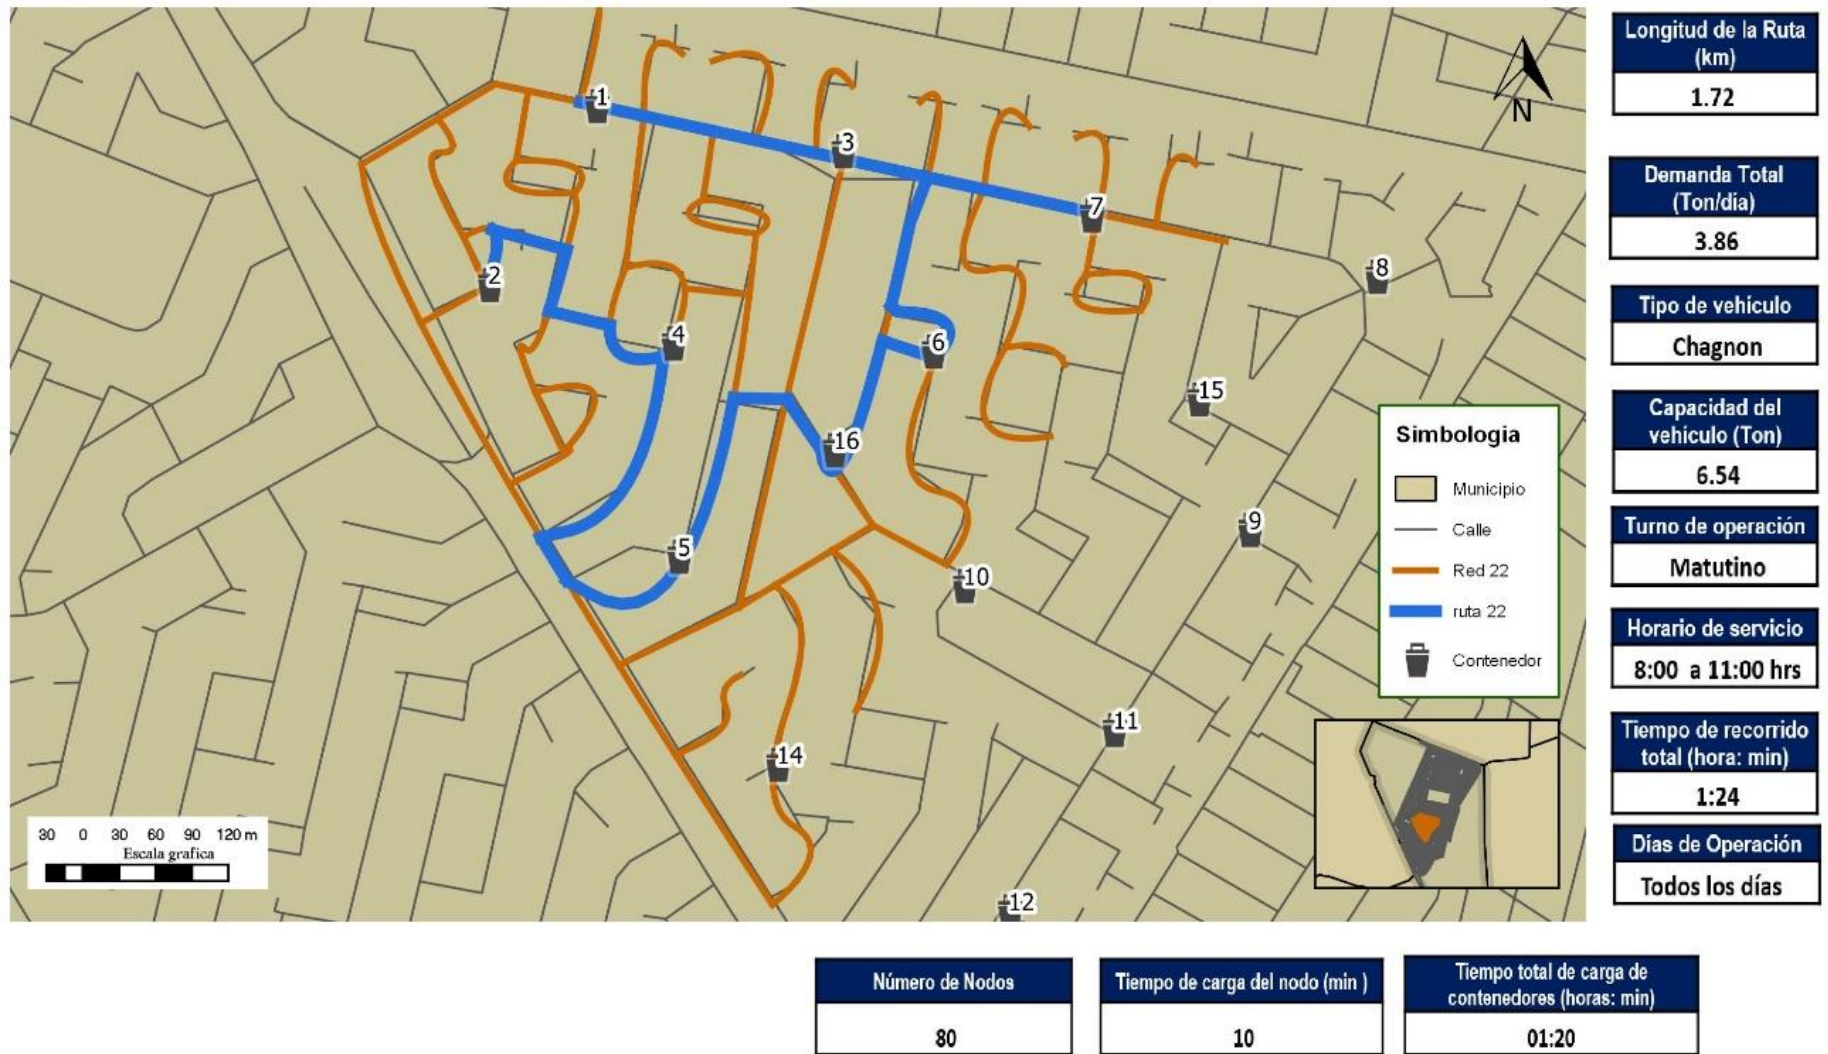 1
3
7
2
4
6
8
15
16
5
9
10
11
14
12
N
Simbologia
Municipio
Calle
Red 22
ruta 22
Contenedor
30 0 30 60 90 120 m
Escala grafica
Longitud de la Ruta
(km)
1.72
Demanda Total
(Ton/día)
3.86
Tipo de vehículo
Chagnon
Capacidad del
vehículo (Ton)
6.54
Turno de operación
Matutino
Horario de servicio
8:00 a 11:00 hrs
Tiempo de recorrido
total (hora: min)
1:24
Días de Operación
Todos los días
Número de Nodos
80
Tiempo de carga del nodo (min )
10
Tiempo total de carga de
contenedores (horas: min)
01:20